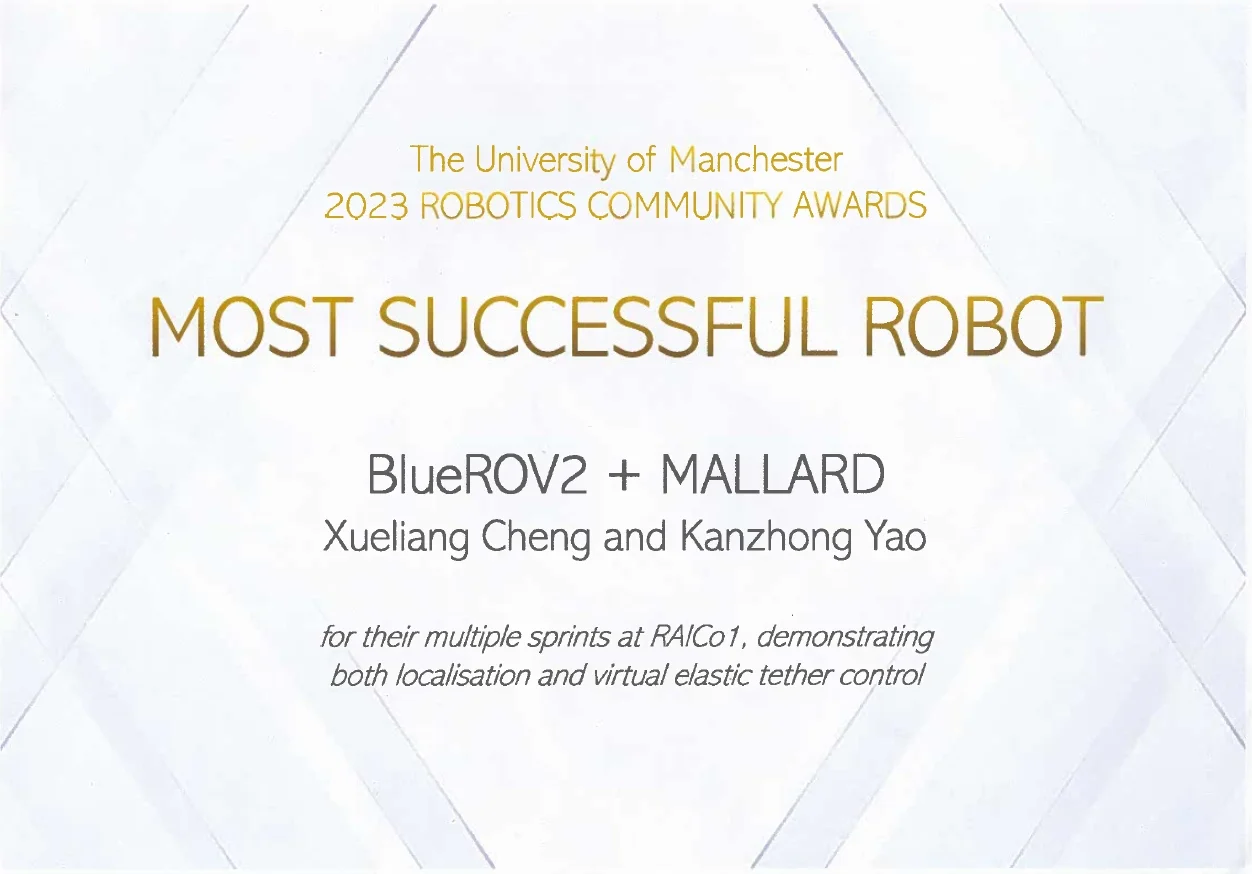 The University of Manchester
2023 ROBOTICS COMMUNITY AWARDS
MOST SUCCESSFUL ROBOT
BlueROV2 + MALLARD
Xueliang Cheng and Kanzhong Yao
for their multiple sprints at RAICo1, demonstrating
both localisation and virtual elastic tether control